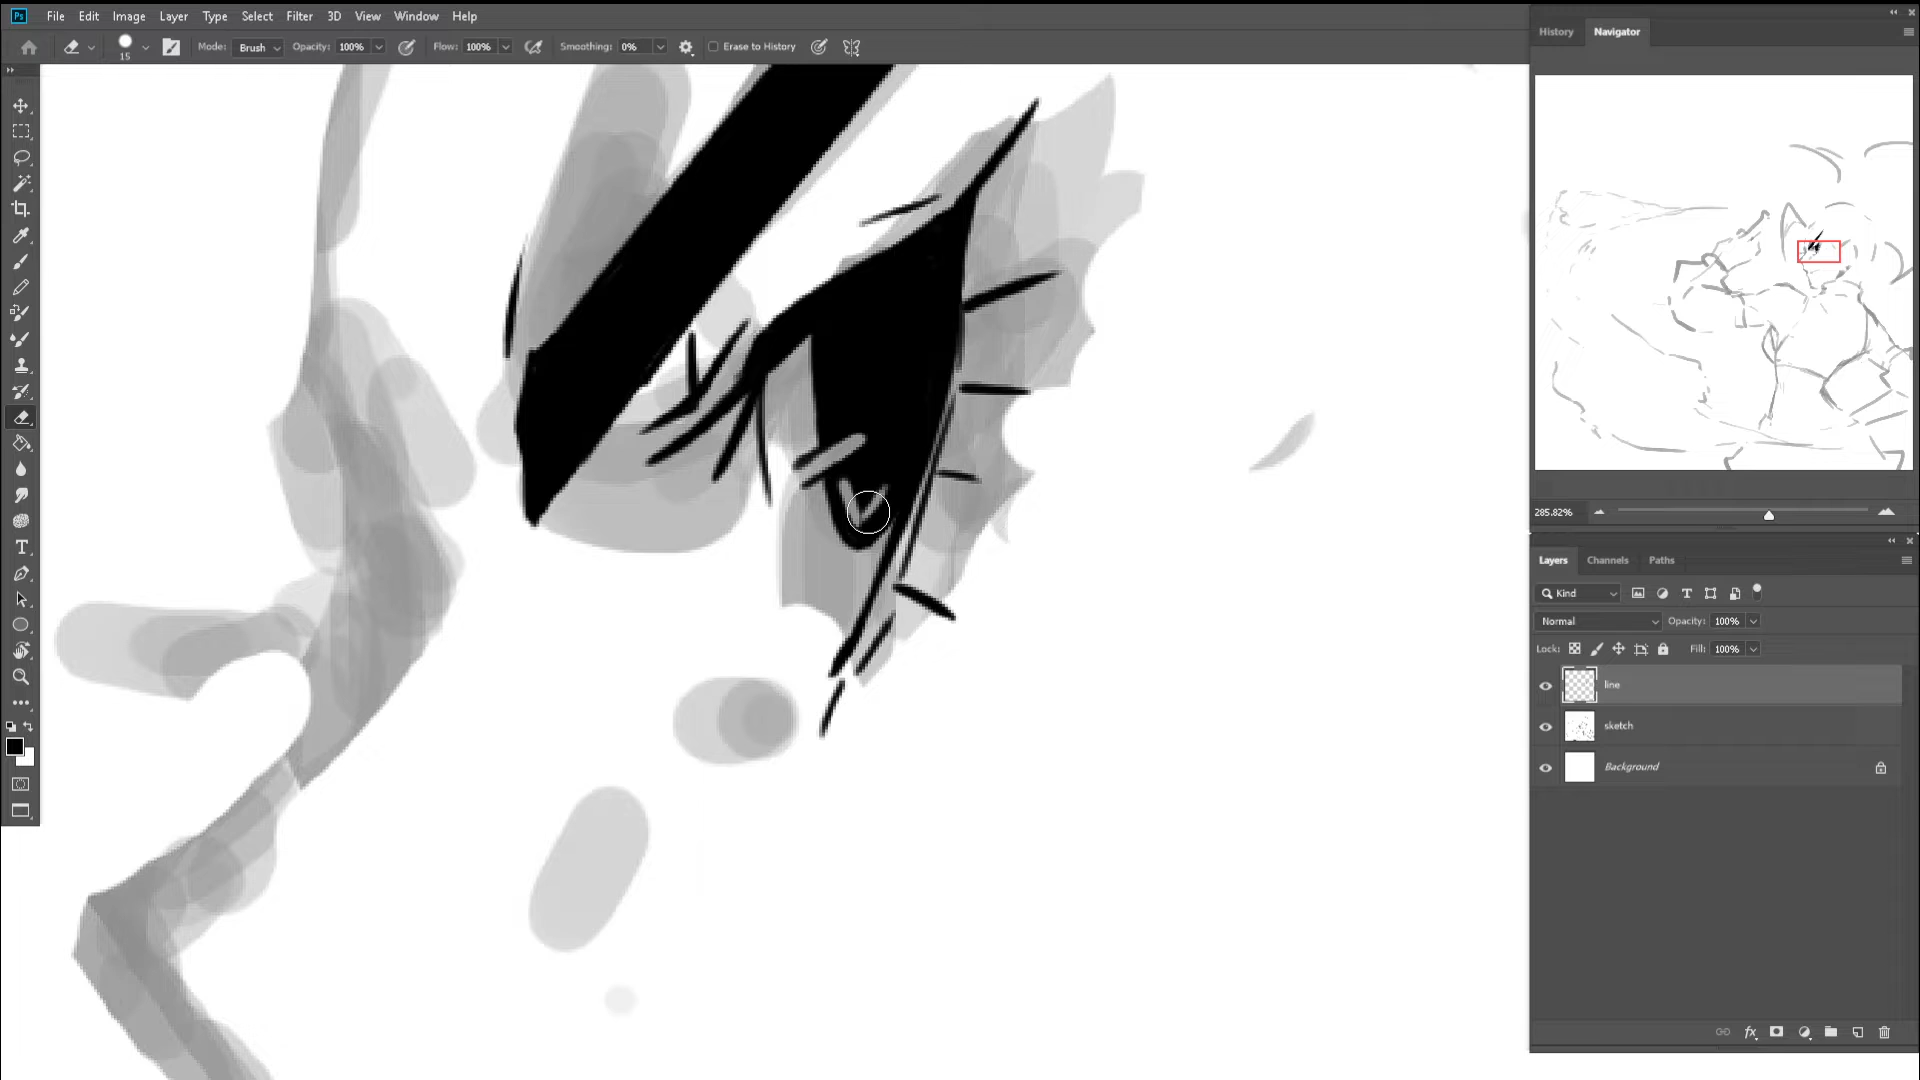 Ps File Edit Image Layer Type Select Filter 3D View Window Help
15 Mode: Brush Opacity: 100% Flow: 100% Smoothing: 0% Erase to History
History Navigator
285.82%
Layers Channels Paths
Kind
Normal Opacity: 100%
Lock: Fill: 100%
line
sketch
Background